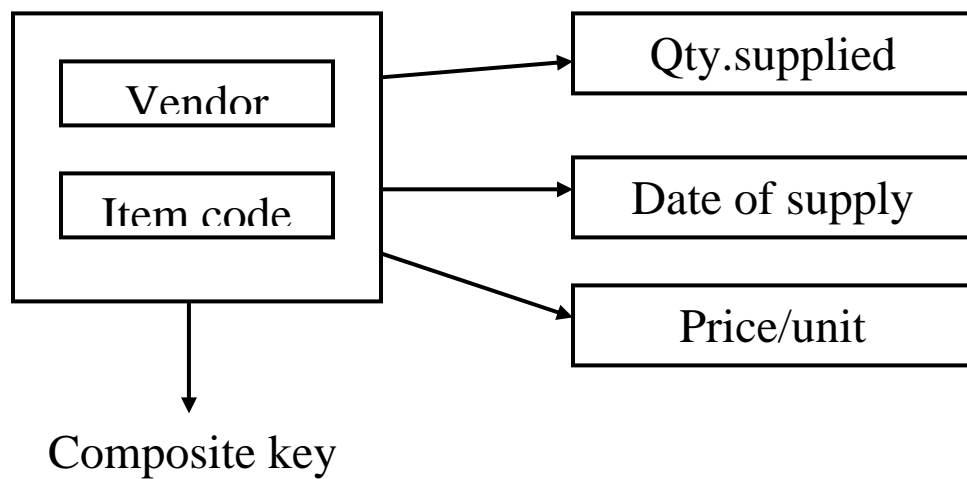 Vendor
Item code
Qty.supplied
Date of supply
Price/unit
Composite key